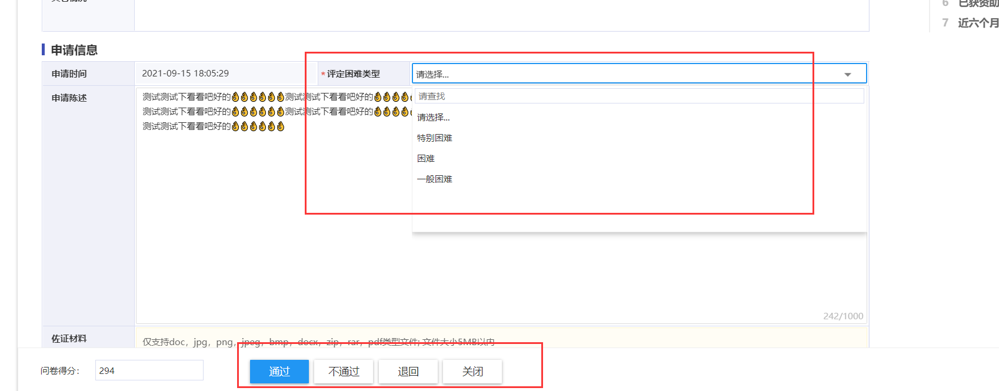 6 已获资助
7 近六个月
申请信息
申请时间 2021-09-15 18:05:29 *评定困难类型 请选择...
申请陈述 测试测试下看看吧好的👌👌👌👌👌👌测试测试下看看吧好的👌👌👌👌
测试测试下看看吧好的👌👌👌👌👌👌测试测试下看看吧好的👌👌👌👌
测试测试下看看吧好的👌👌👌👌👌👌
请查找
请选择...
特别困难
困难
一般困难
242/1000
佐证材料 仅支持doc，jpg，png，jpeg，bmp，docx，zip，rar，pdf类型文件; 文件大小5MB以内
问卷得分： 294 通过 不通过 退回 关闭